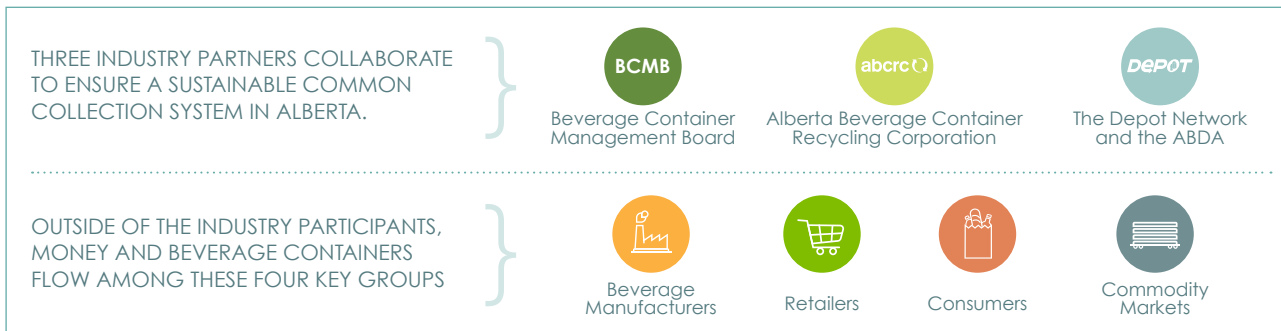 THREE INDUSTRY PARTNERS COLLABORATE
TO ENSURE A SUSTAINABLE COMMON
COLLECTION SYSTEM IN ALBERTA.
BCMB
Beverage Container
Management Board
abcrc
Alberta Beverage Container
Recycling Corporation
DEPOT
The Depot Network
and the ABDA
OUTSIDE OF THE INDUSTRY PARTICIPANTS,
MONEY AND BEVERAGE CONTAINERS
FLOW AMONG THESE FOUR KEY GROUPS
Beverage
Manufacturers
Retailers
Consumers
Commodity
Markets